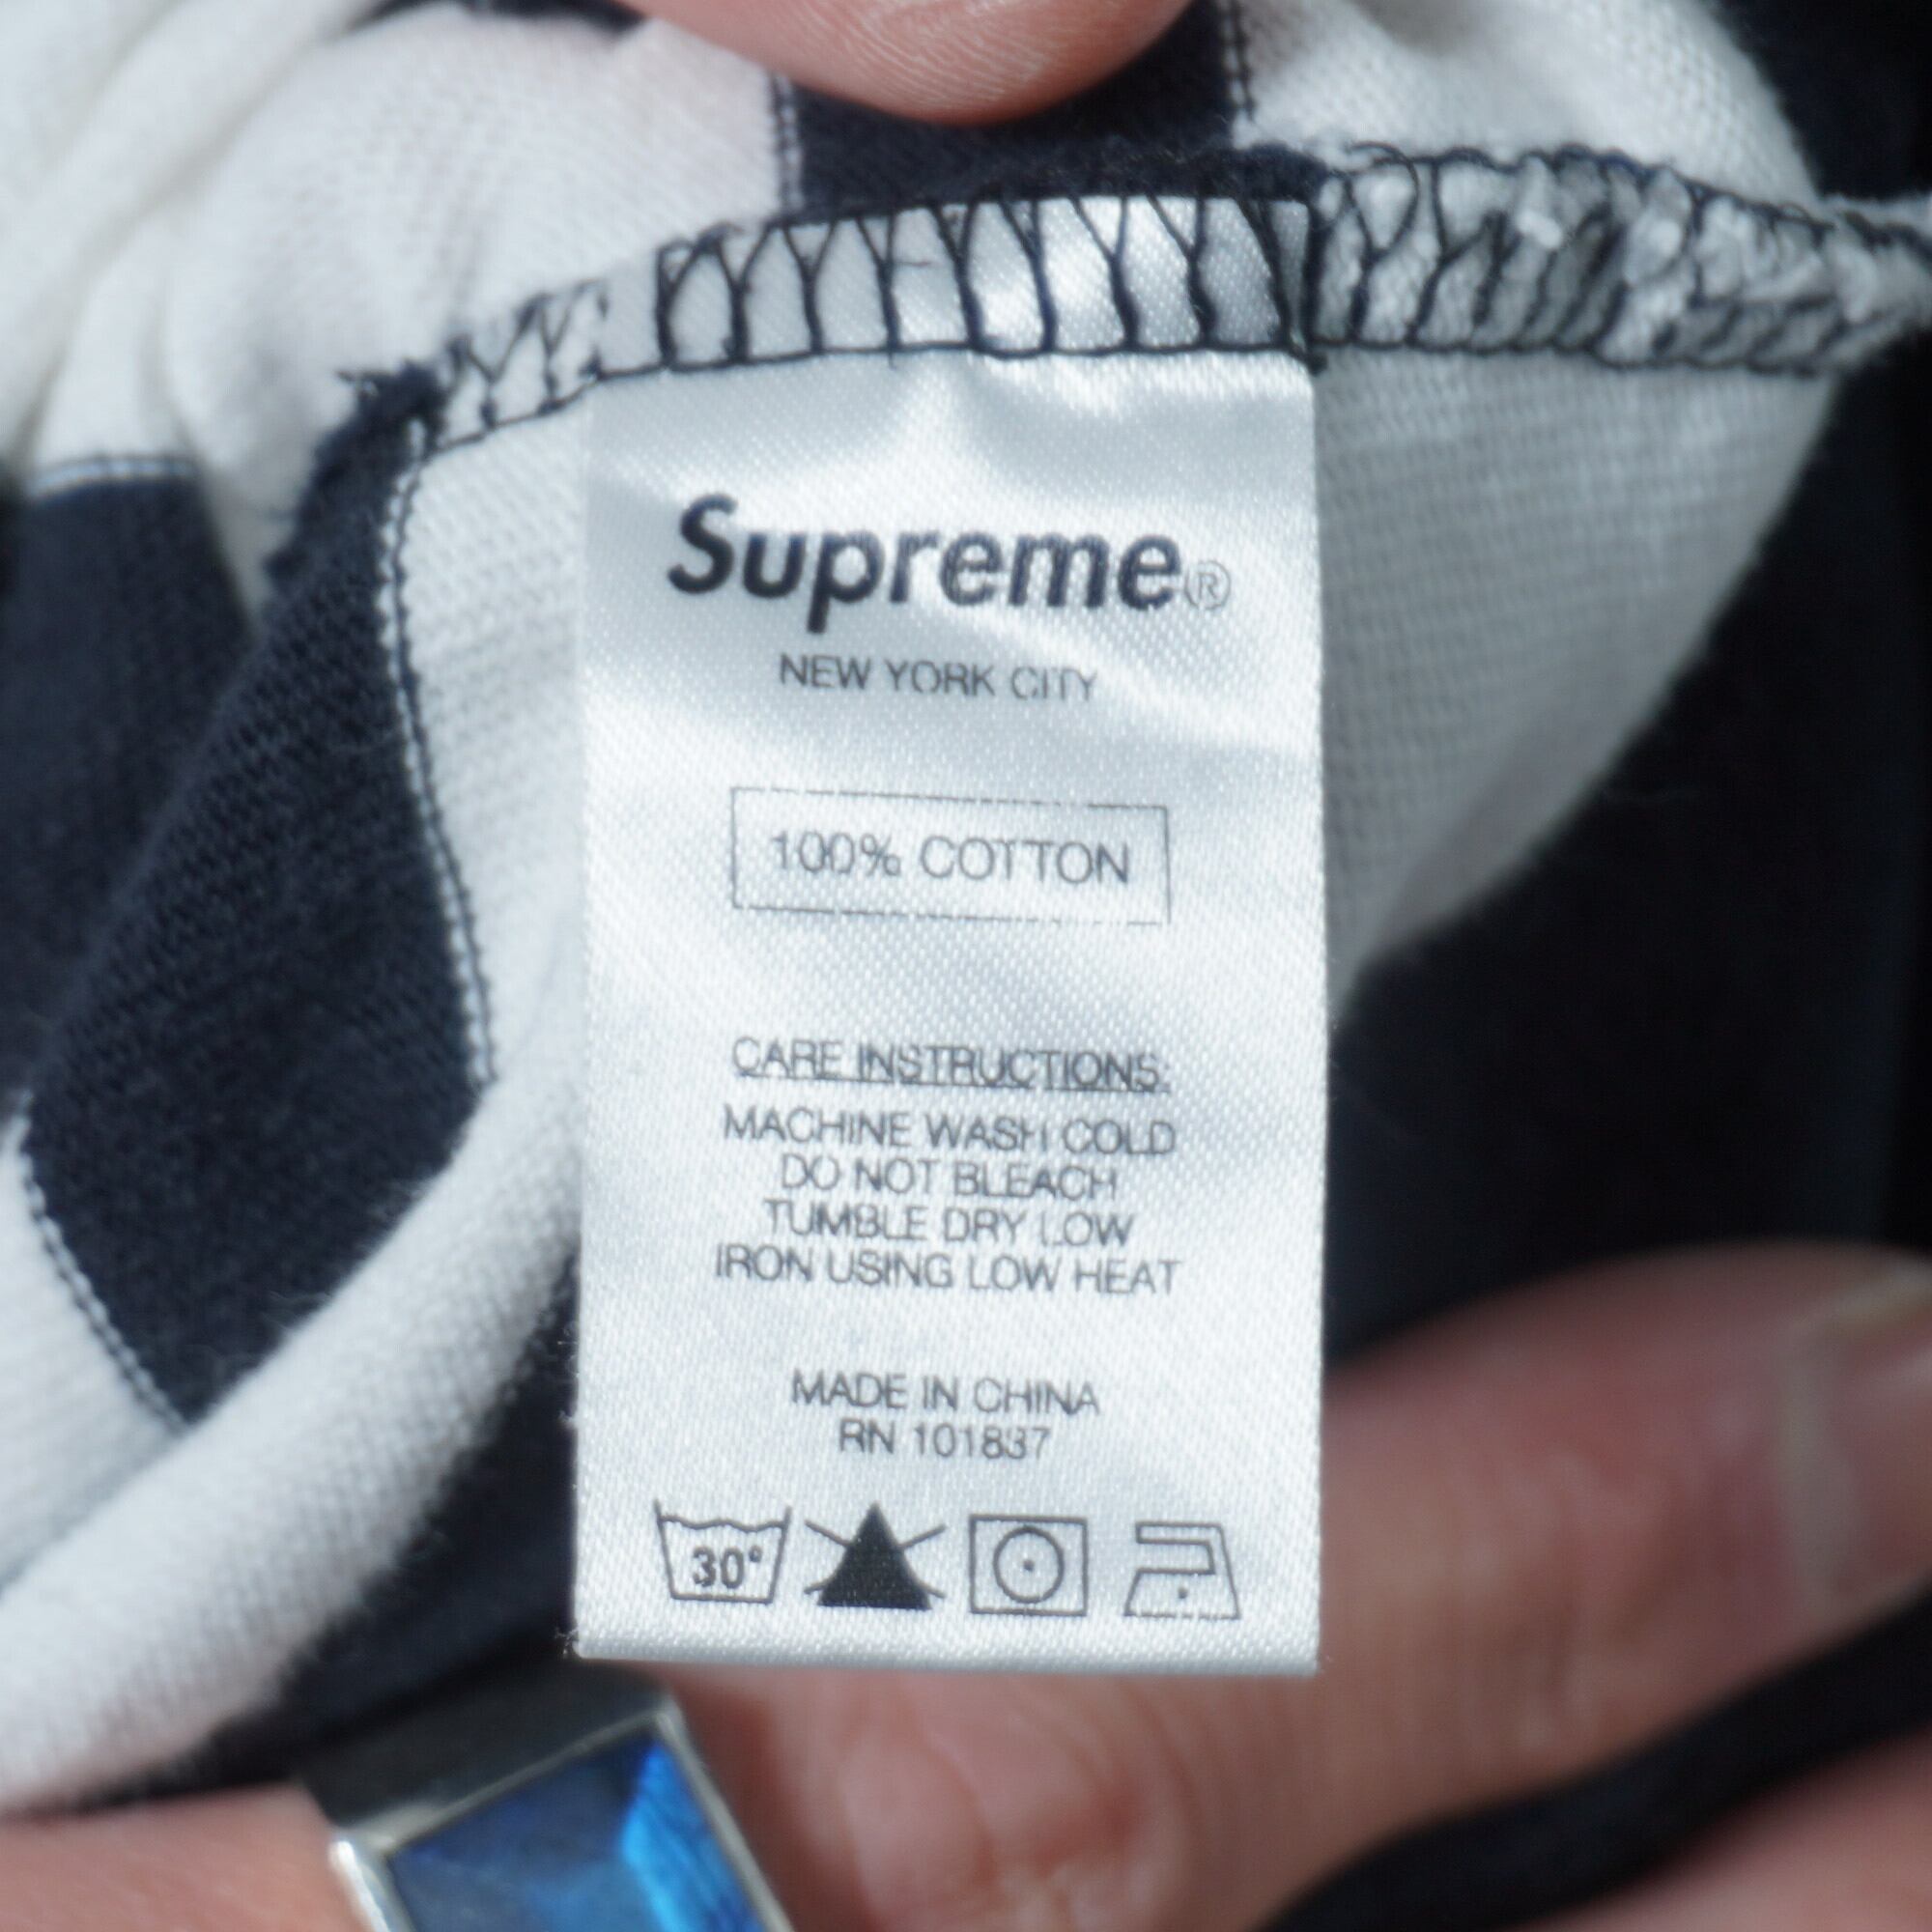 Supreme®
NEW YORK CITY
100% COTTON
CARE INSTRUCTIONS:
MACHINE WASH COLD
DO NOT BLEACH
TUMBLE DRY LOW
IRON USING LOW HEAT
MADE IN CHINA
RN 101837
30°